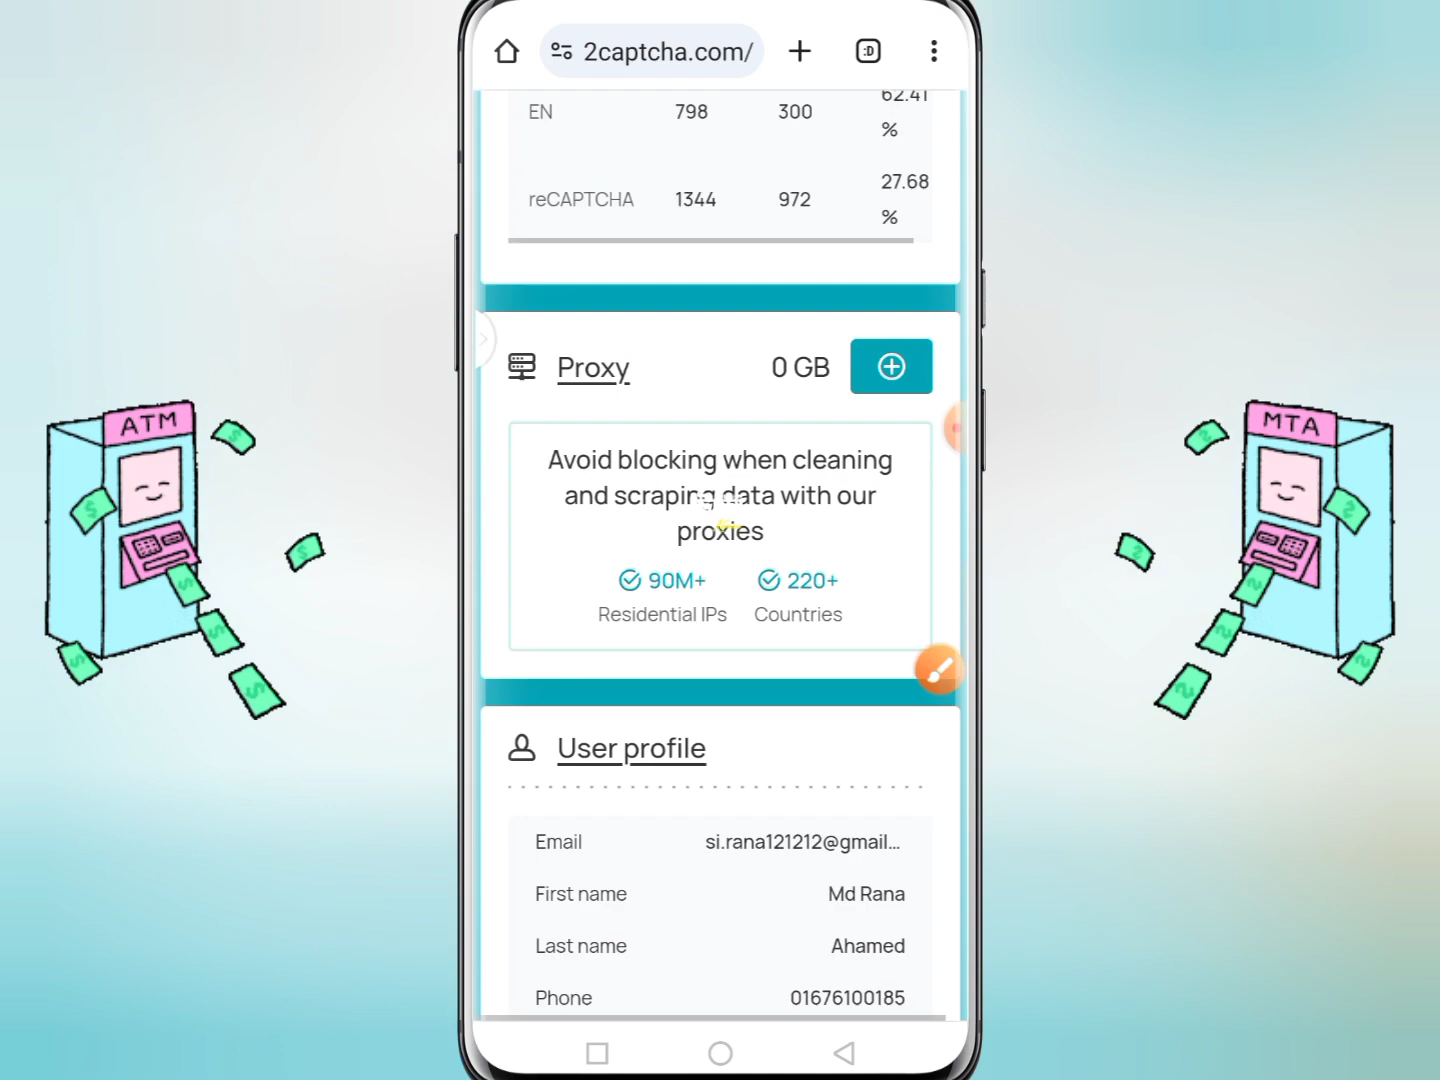 2captcha.com/
:D
EN 798 300 62.41
%
reCAPTCHA 1344 972 27.68
%
Proxy 0 GB
Avoid blocking when cleaning
and scraping data with our
proxies
90M+ 220+
Residential IPs Countries
User profile
Email si.rana121212@gmail...
First name Md Rana
Last name Ahamed
Phone 01676100185
ATM
MTA